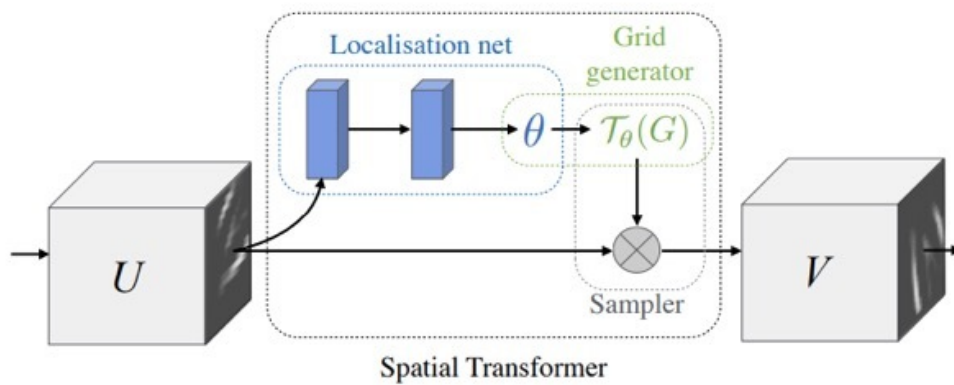 Localisation net
Grid
generator
θ
𝒯θ(G)
U
V
Sampler
Spatial Transformer